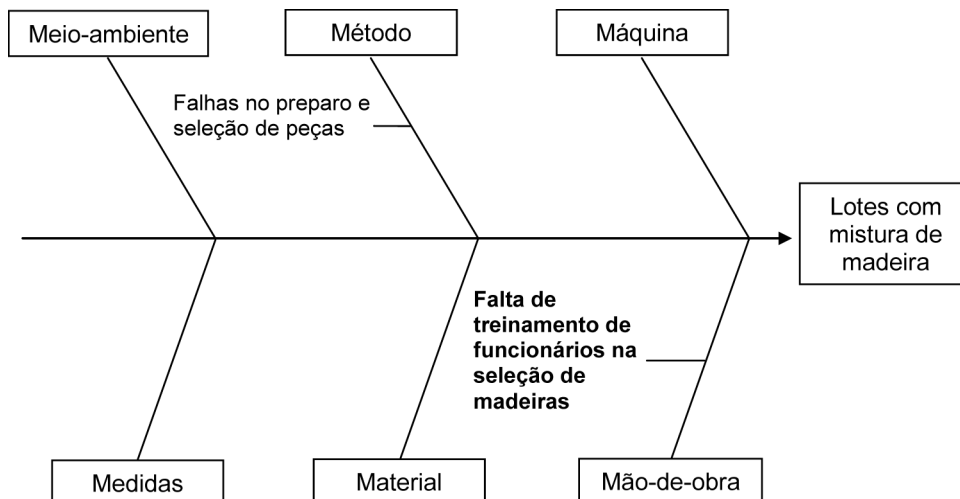 Meio-ambiente
Método
Máquina
Falhas no preparo e
seleção de peças
Lotes com
mistura de
madeira
Falta de
treinamento de
funcionários na
seleção de
madeiras
Medidas
Material
Mão-de-obra